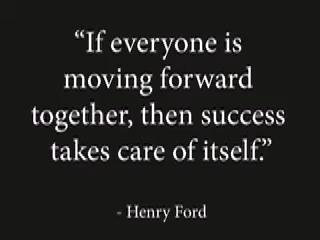 “If everyone is
moving forward
together, then success
takes care of itself.”
- Henry Ford